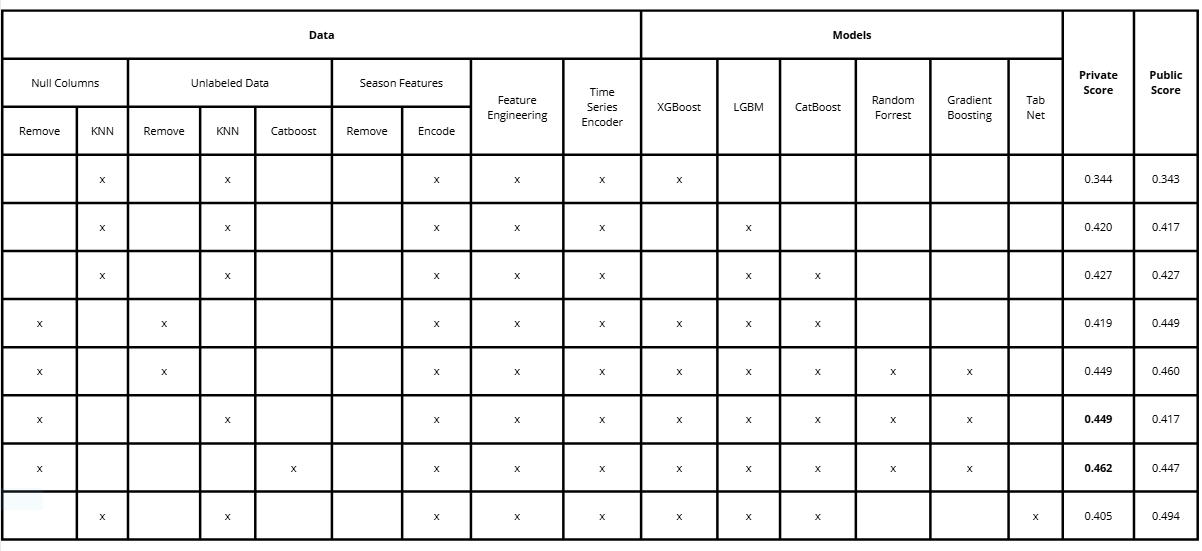 Data Models
Private Score Public Score
Null Columns Unlabeled Data Season Features
Feature Engineering Time Series Encoder XGBoost LGBM CatBoost Random Forrest Gradient Boosting Tab Net
Remove KNN Remove KNN Catboost Remove Encode
x x x x x x 0.344 0.343
x x x x x x 0.420 0.417
x x x x x x x 0.427 0.427
x x x x x x x x 0.419 0.449
x x x x x x x x x x 0.449 0.460
x x x x x x x x x x 0.449 0.417
x x x x x x x x x x 0.462 0.447
x x x x x x x x x 0.405 0.494